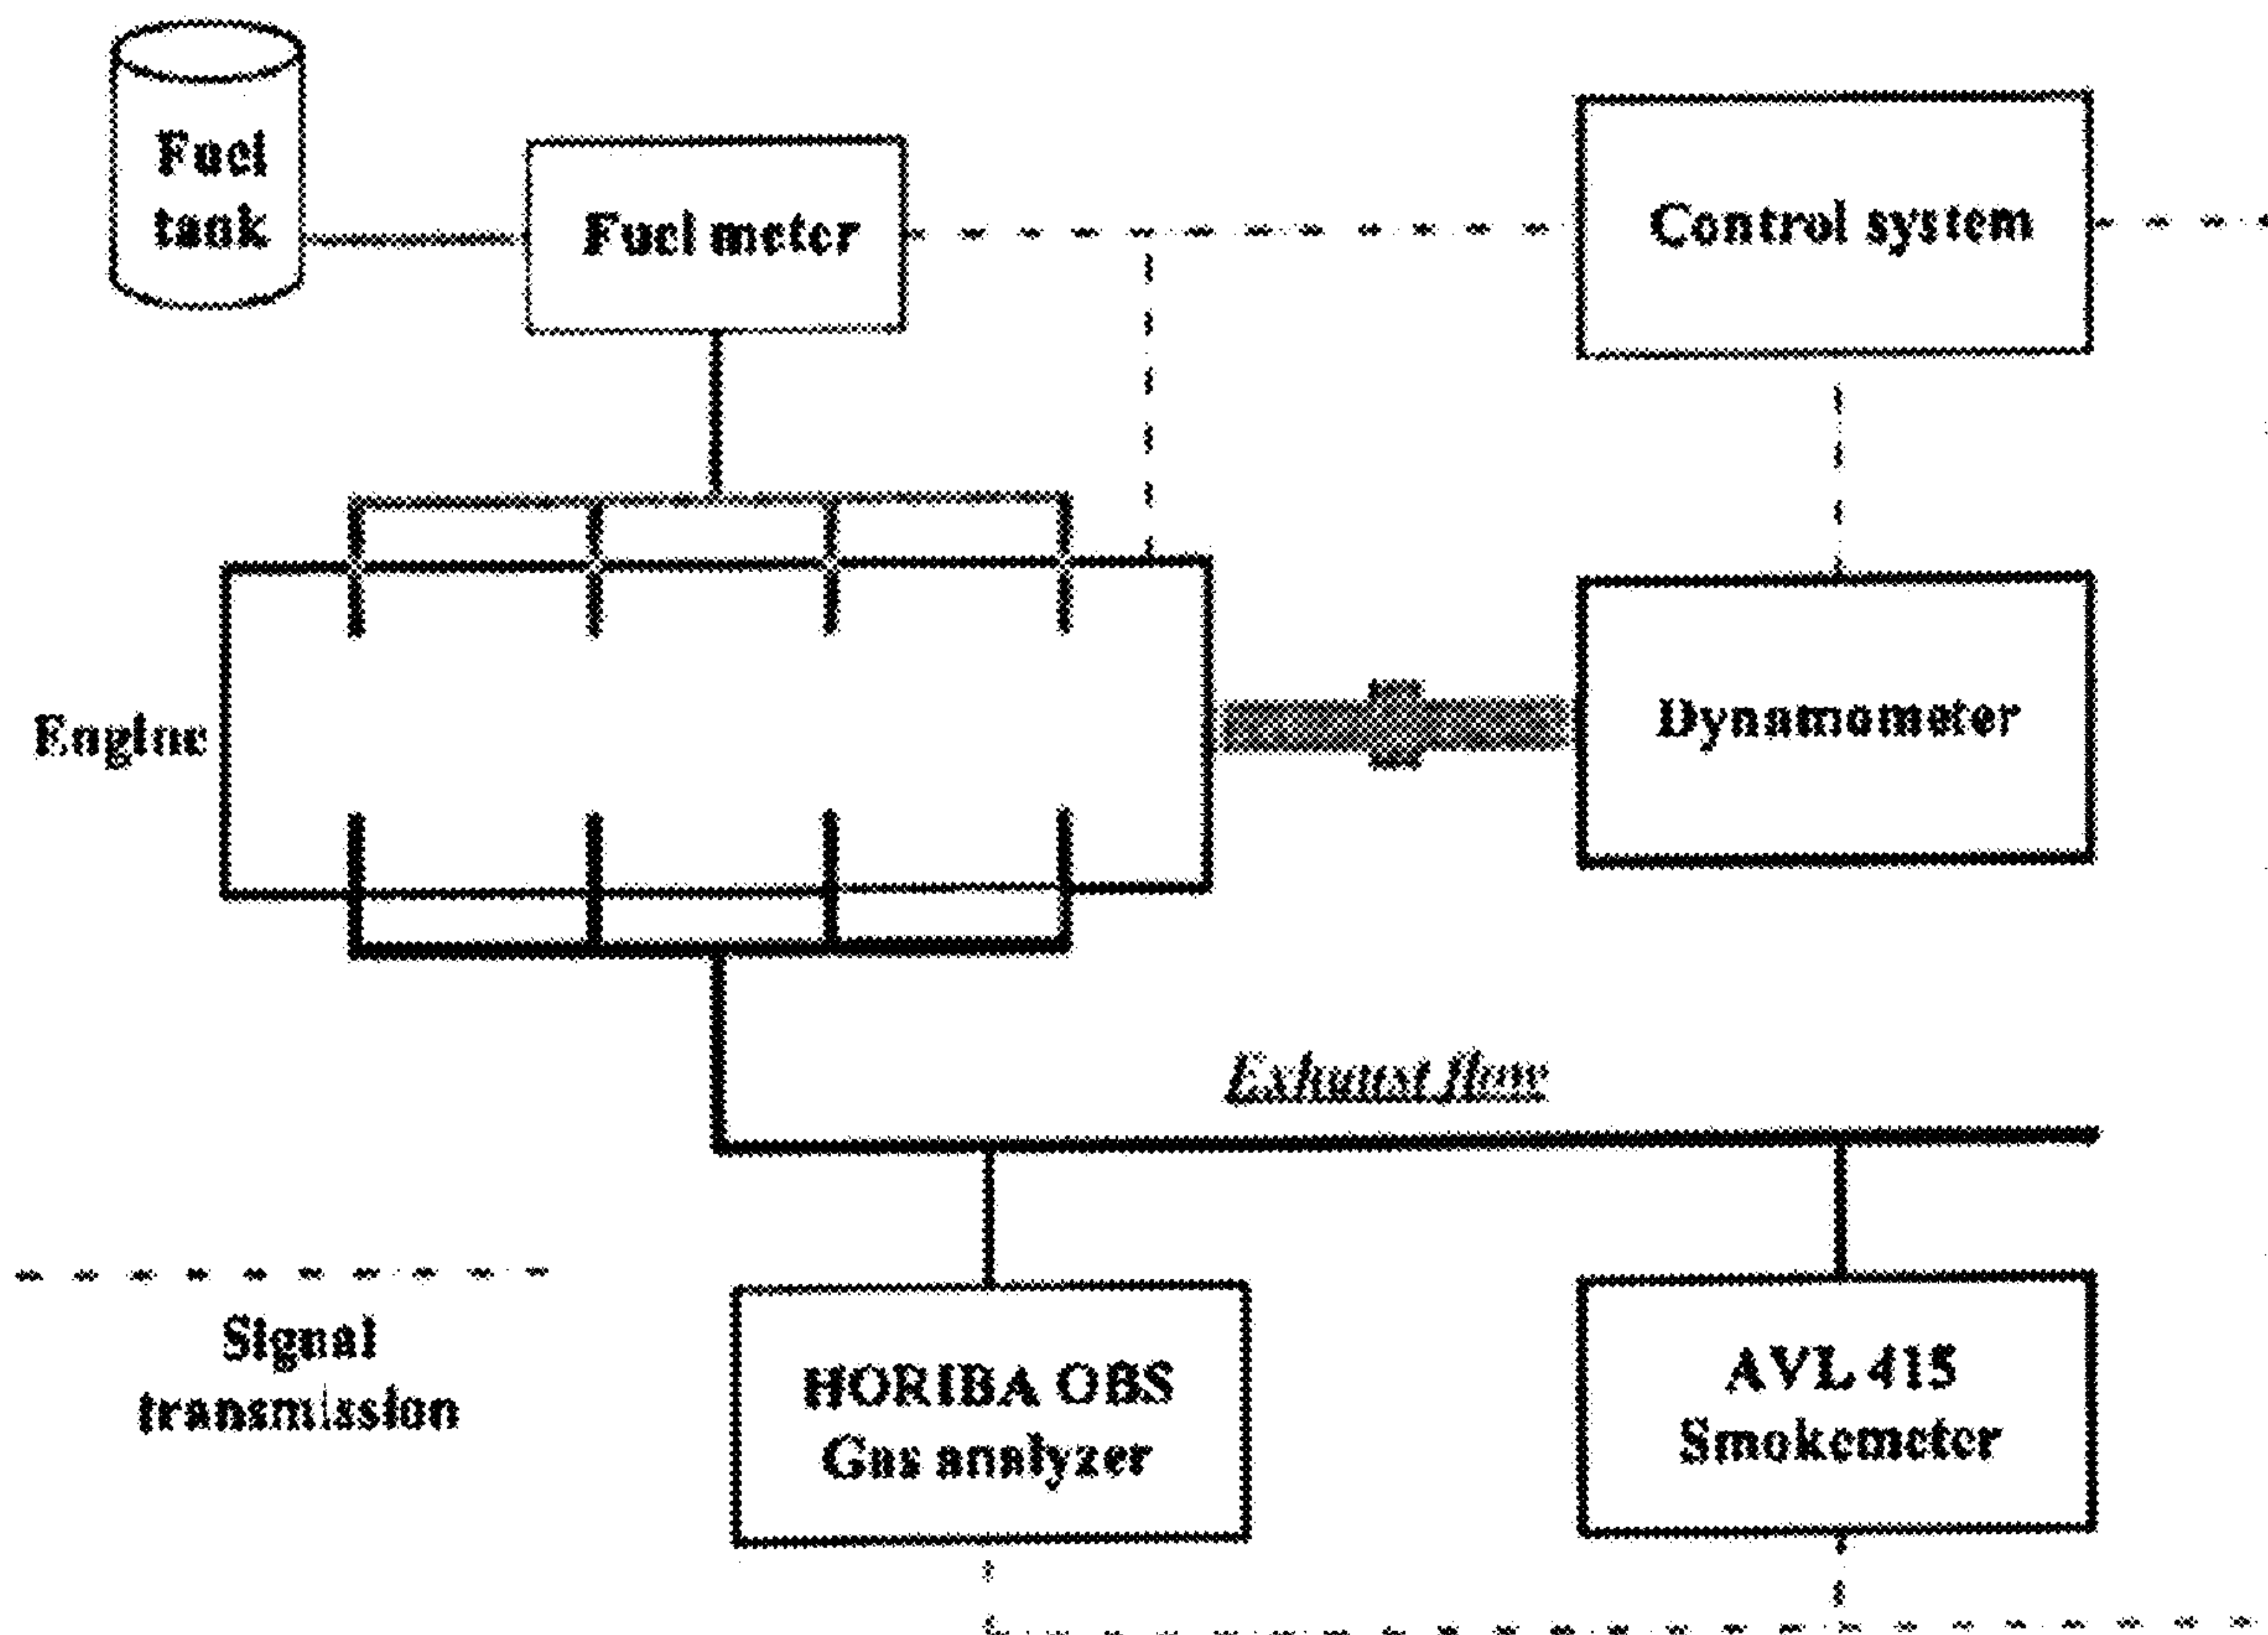 Fuel
tank
Fuel meter
Control system
Engine
Dynamometer
Exhaust flow
Signal
transmission
HORIBA OBS
Gas analyzer
AVL 415
Smokemeter